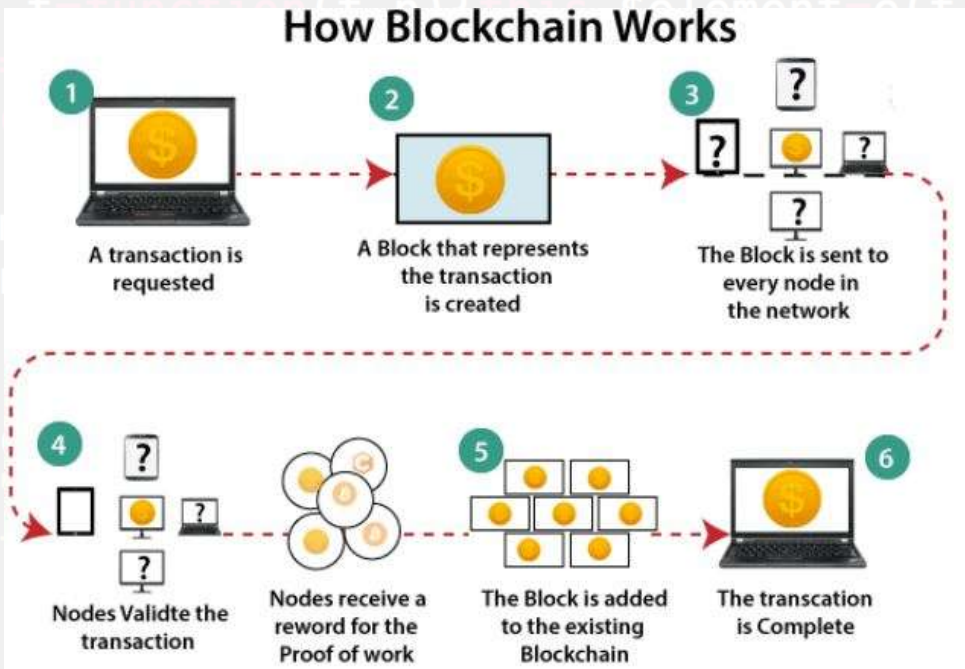 How Blockchain Works
1
2
3
?
?
?
?
$
$
A transaction is
requested
A Block that represents
the transaction
is created
The Block is sent to
every node in
the network
4
5
6
?
?
?
$
Nodes Validte the
transaction
Nodes receive a
reword for the
Proof of work
The Block is added
to the existing
Blockchain
The transcation
is Complete